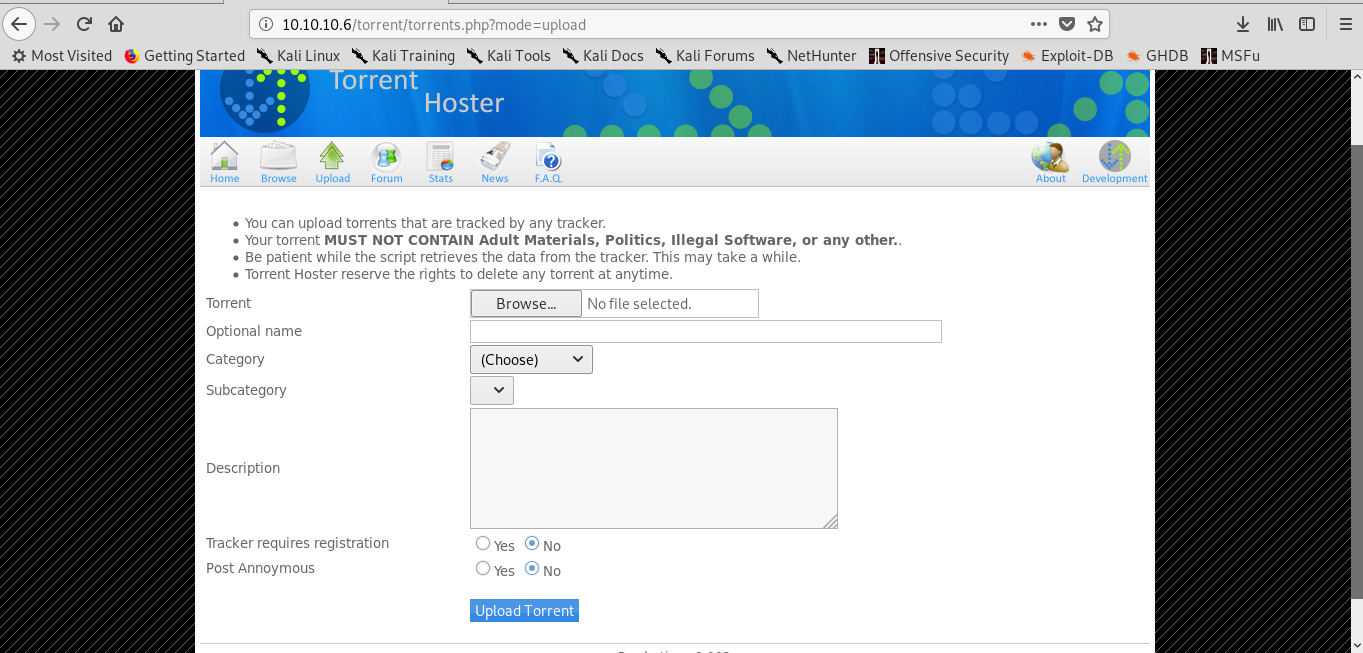 10.10.10.6/torrent/torrents.php?mode=upload
Most Visited Getting Started Kali Linux Kali Training Kali Tools Kali Docs Kali Forums NetHunter Offensive Security Exploit-DB GHDB MSFu
Torrent
Hoster
Home Browse Upload Forum Stats News F.A.Q. About Development
You can upload torrents that are tracked by any tracker.
Your torrent MUST NOT CONTAIN Adult Materials, Politics, Illegal Software, or any other..
Be patient while the script retrieves the data from the tracker. This may take a while.
Torrent Hoster reserve the rights to delete any torrent at anytime.
Torrent Browse... No file selected.
Optional name
Category (Choose)
Subcategory
Description
Tracker requires registration Yes No
Post Annoymous Yes No
Upload Torrent